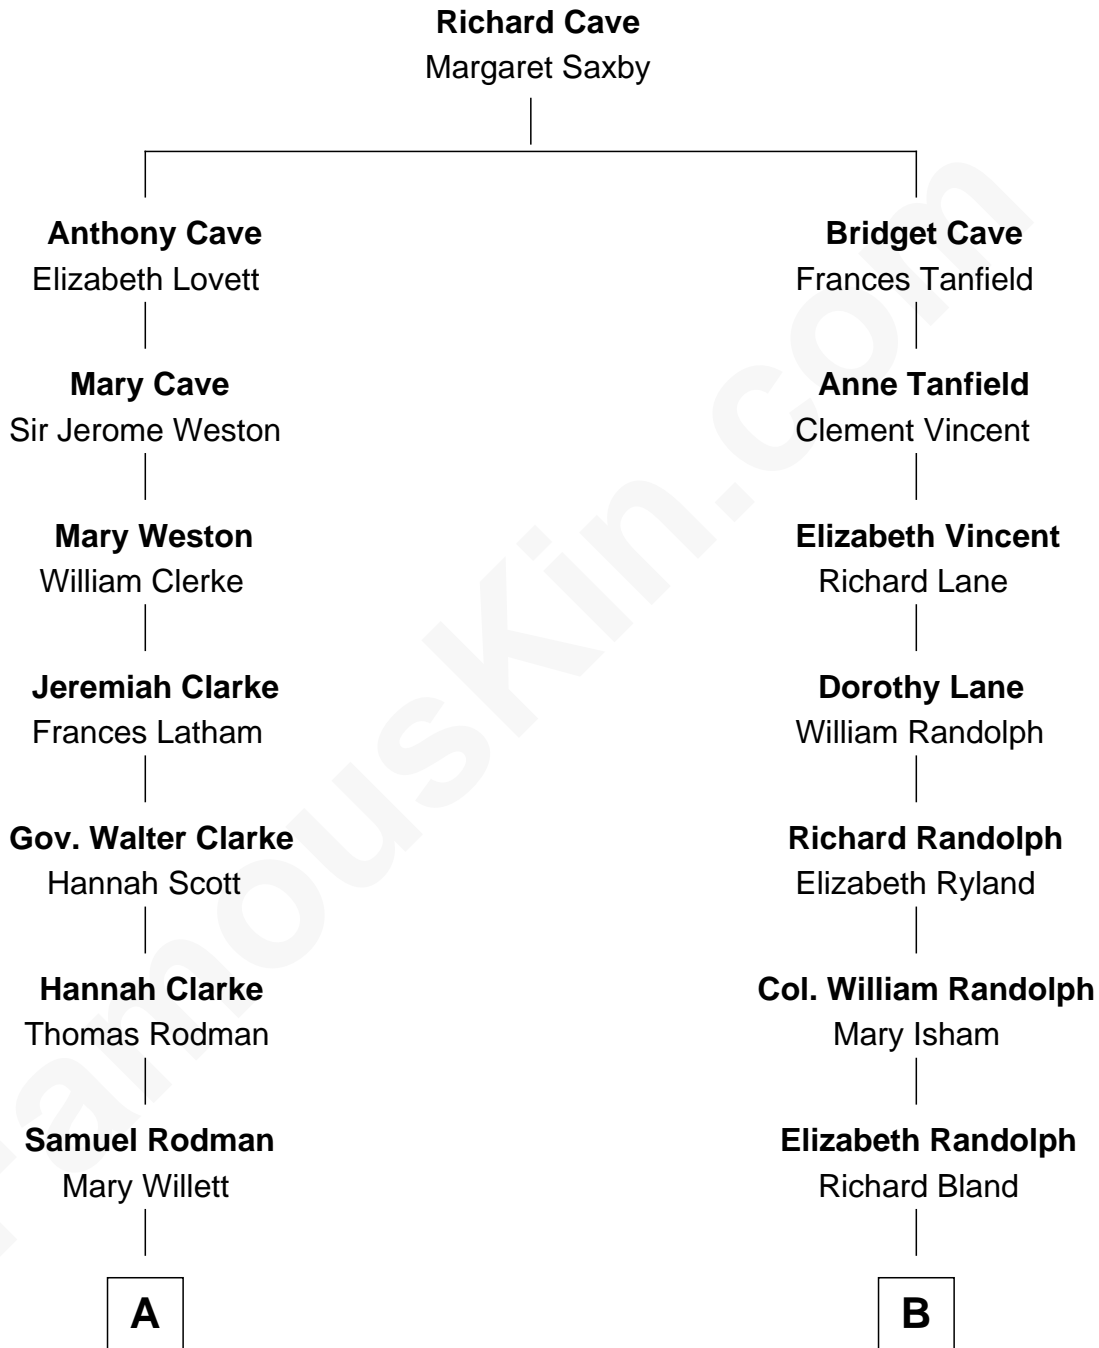 Richard Cave
Margaret Saxby
Anthony Cave
Elizabeth Lovett
Bridget Cave
Frances Tanfield
Mary Cave
Sir Jerome Weston
Anne Tanfield
Clement Vincent
Mary Weston
William Clerke
Elizabeth Vincent
Richard Lane
Jeremiah Clarke
Frances Latham
Dorothy Lane
William Randolph
Gov. Walter Clarke
Hannah Scott
Richard Randolph
Elizabeth Ryland
Hannah Clarke
Thomas Rodman
Col. William Randolph
Mary Isham
Samuel Rodman
Mary Willett
Elizabeth Randolph
Richard Bland
A
B
FamousKin.com